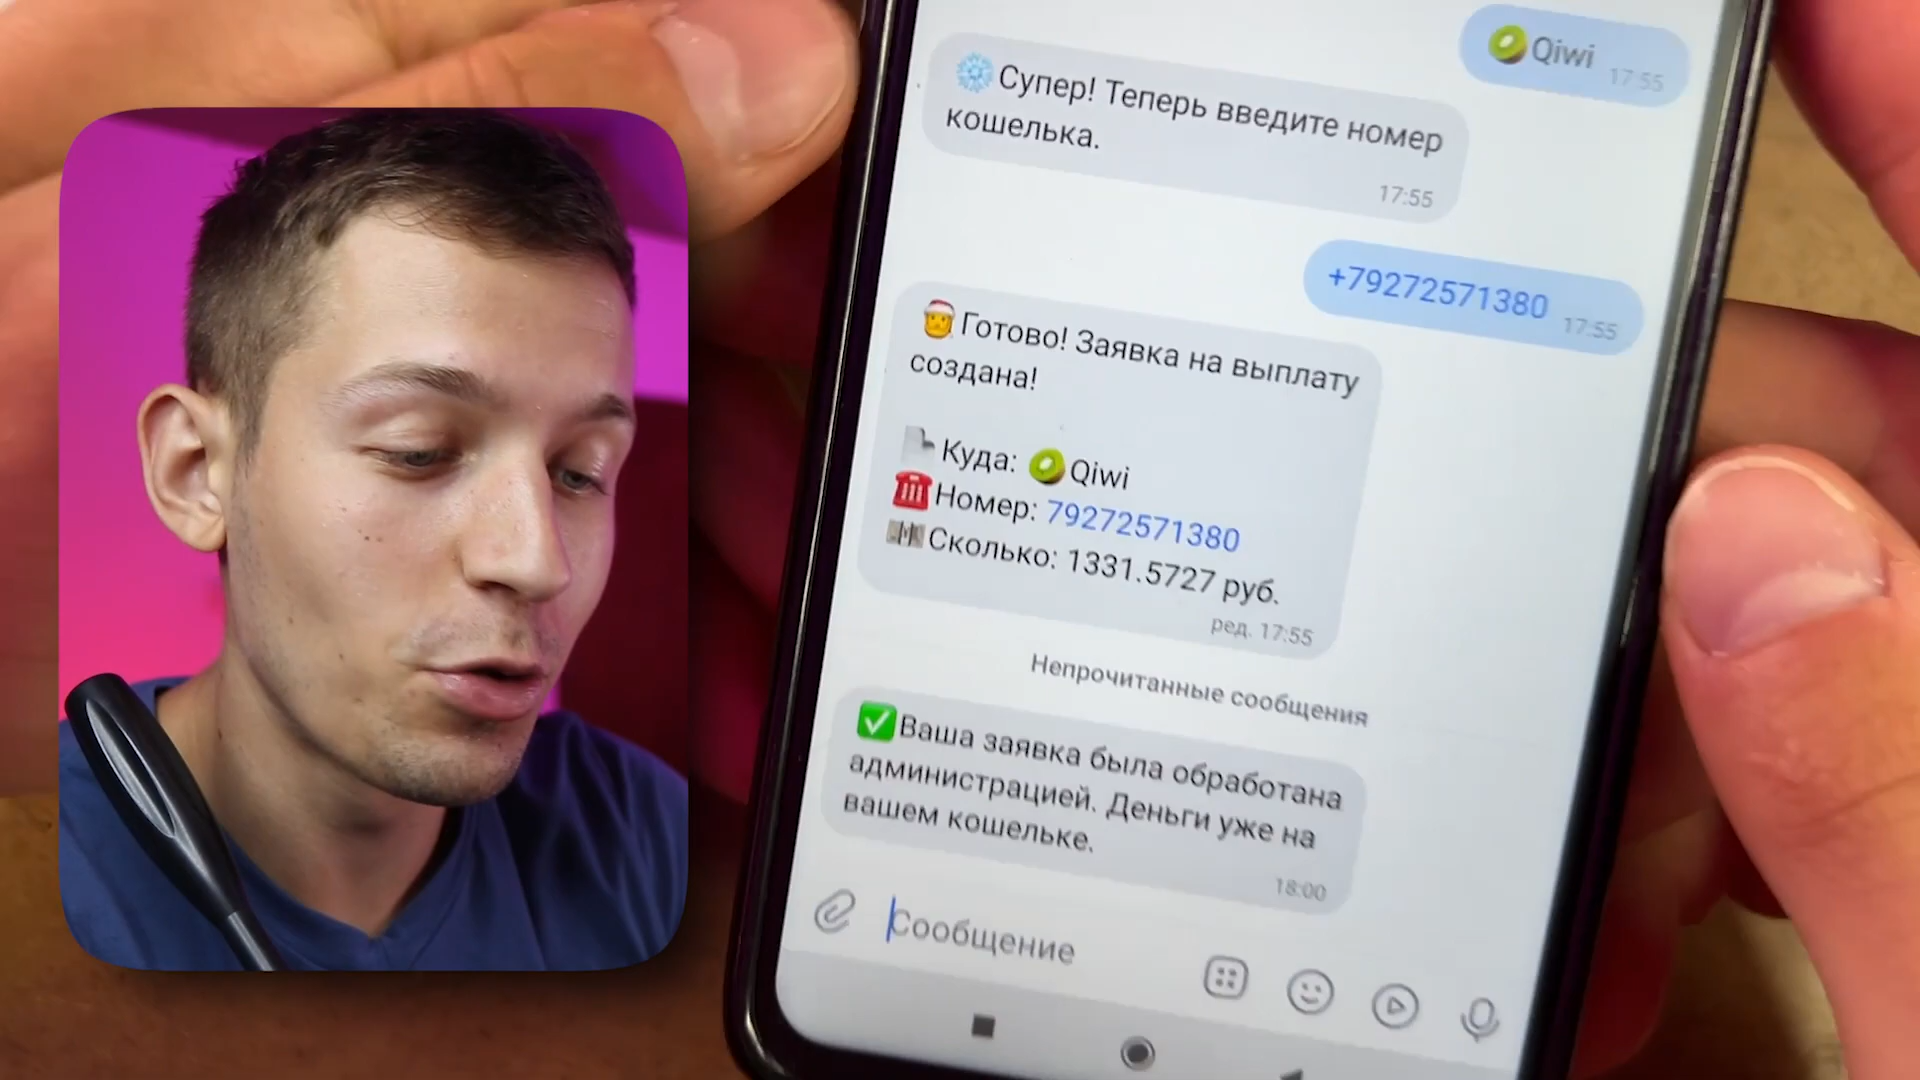 Qiwi 17:55
Супер! Теперь введите номер
кошелька.
17:55
+79272571380 17:55
Готово! Заявка на выплату
создана!
Куда: Qiwi
Номер: 79272571380
Сколько: 1331.5727 руб.
ред. 17:55
Непрочитанные сообщения
Ваша заявка была обработана
администрацией. Деньги уже на
вашем кошельке.
18:00
Сообщение